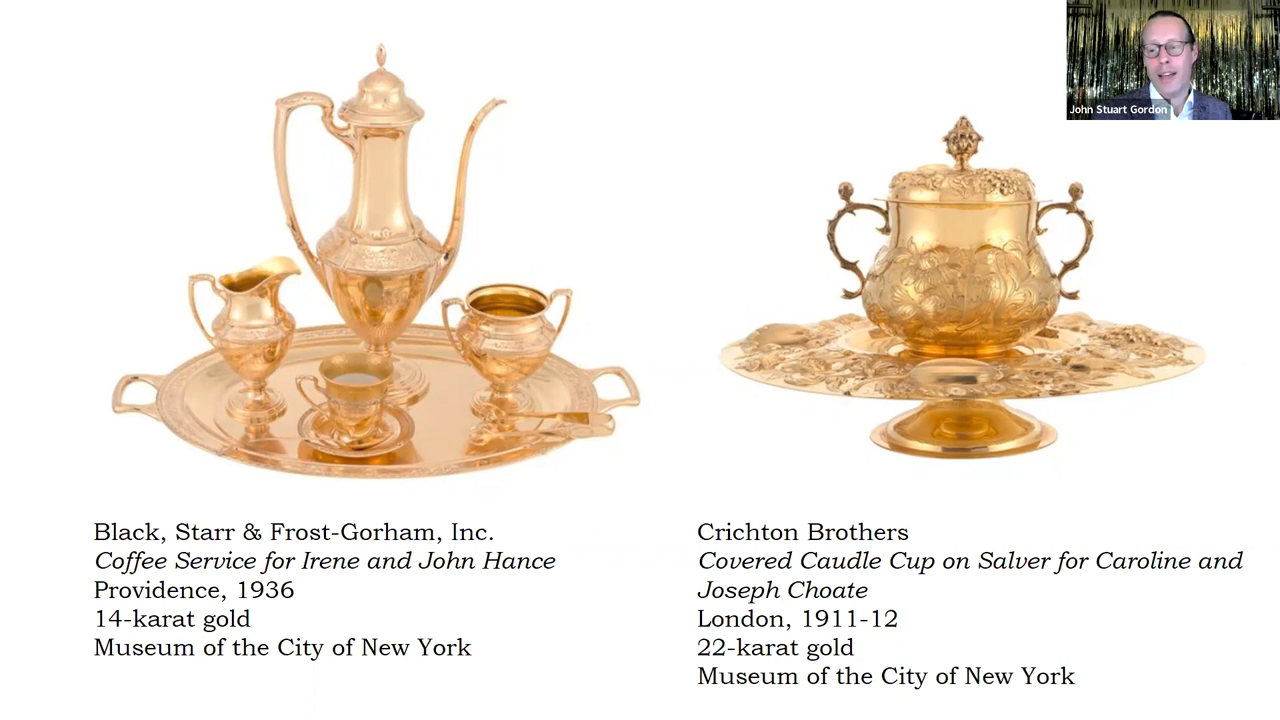 John Stuart Gordon
Black, Starr & Frost-Gorham, Inc.
Coffee Service for Irene and John Hance
Providence, 1936
14-karat gold
Museum of the City of New York
Crichton Brothers
Covered Caudle Cup on Salver for Caroline and
Joseph Choate
London, 1911-12
22-karat gold
Museum of the City of New York